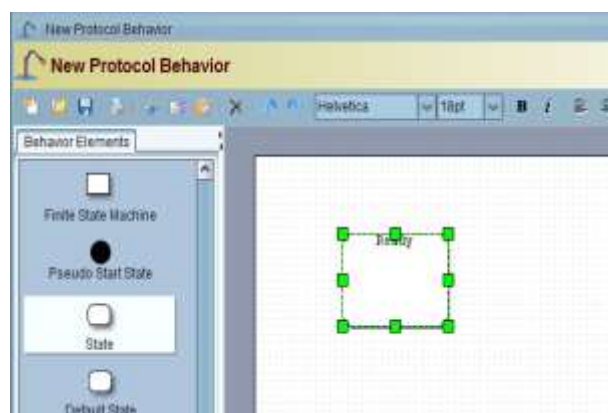 New Protocol Behavior
New Protocol Behavior
Helvetica 18pt B i
Behavior Elements
Finite State Machine
Pseudo Start State
State
Default State
Ready